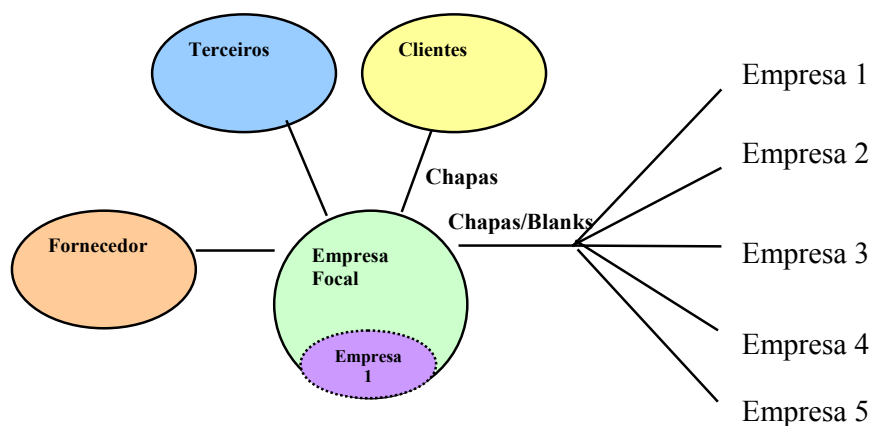 Terceiros
Clientes
Empresa 1
Empresa 2
Chapas
Chapas/Blanks
Fornecedor
Empresa
Focal
Empresa 3
Empresa
1
Empresa 4
Empresa 5